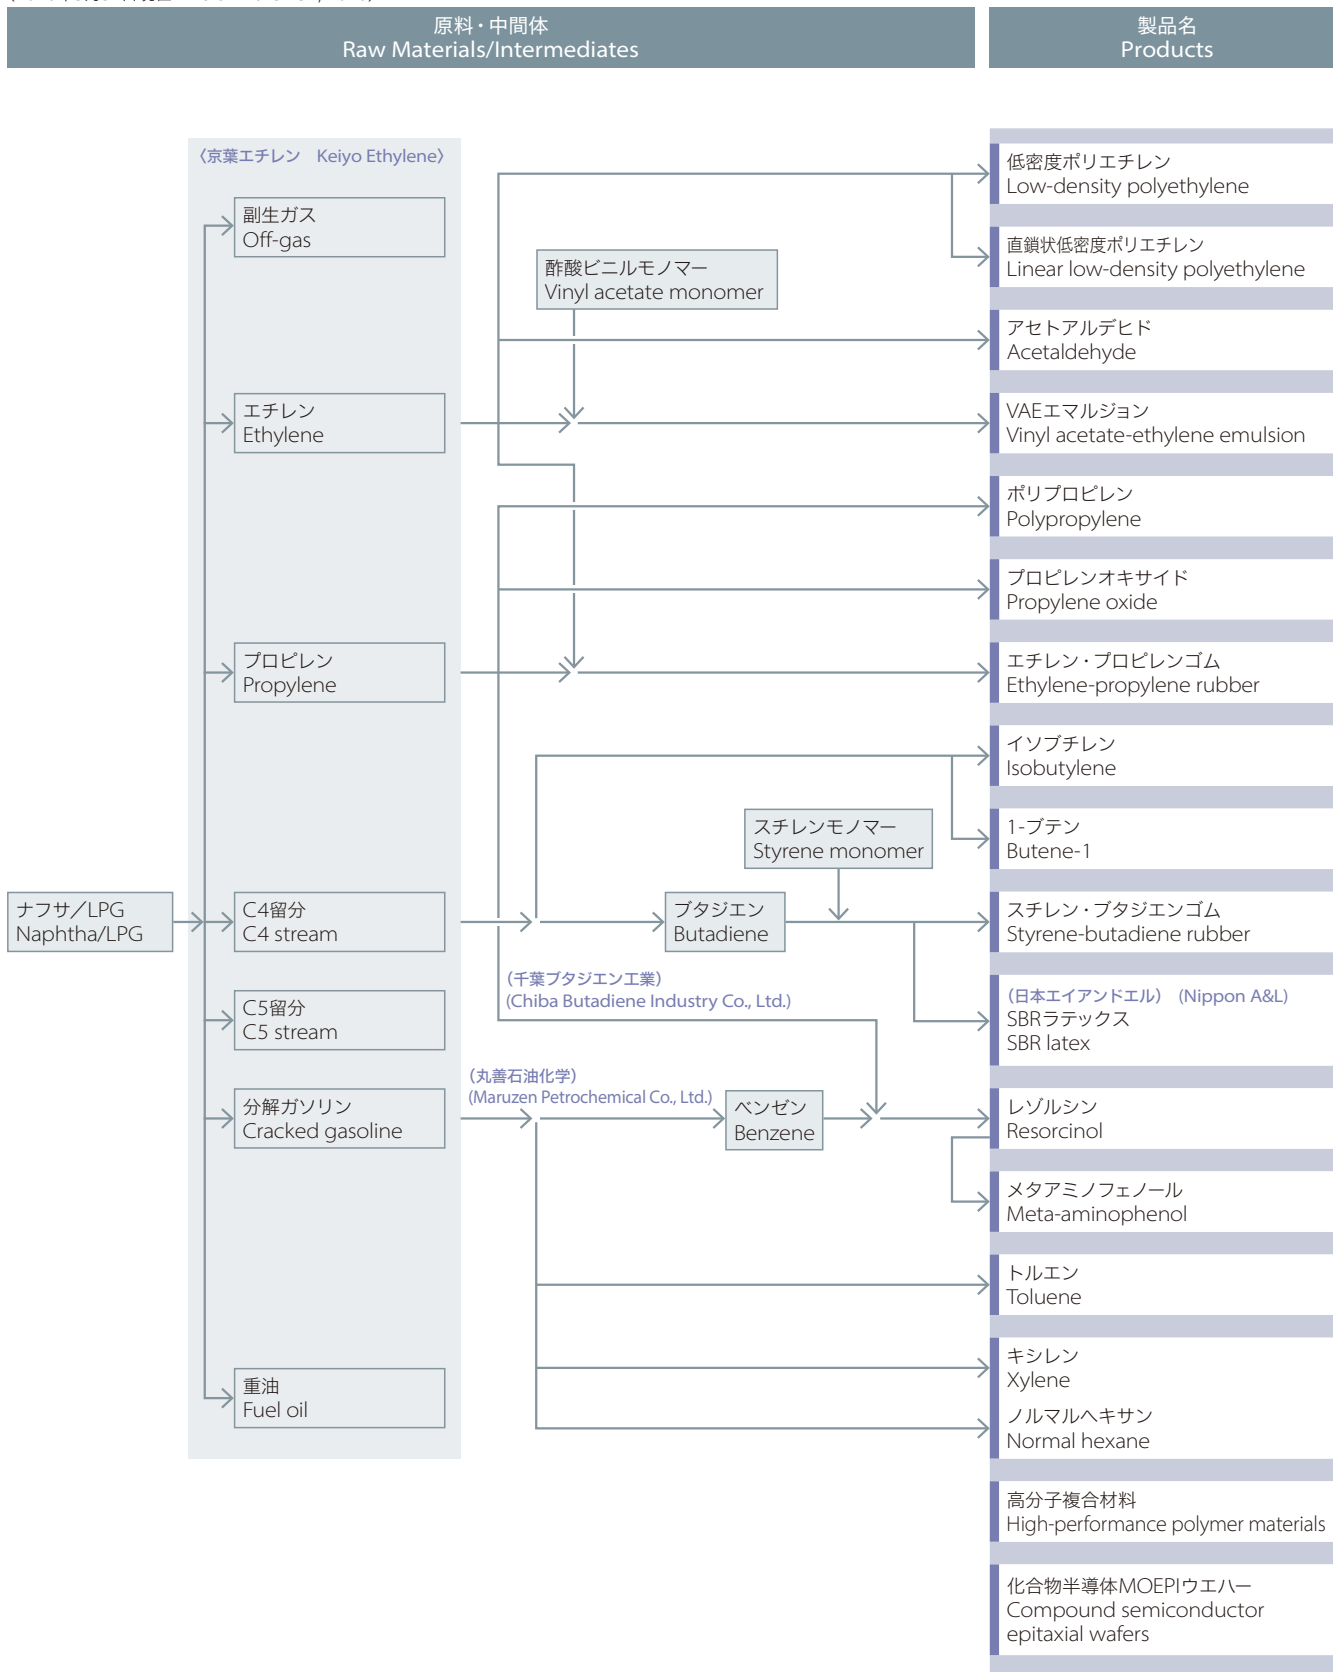 原料・中間体
Raw Materials/Intermediates
製品名
Products
〈京葉エチレン　Keiyo Ethylene〉
低密度ポリエチレン
Low-density polyethylene
副生ガス
Off-gas
直鎖状低密度ポリエチレン
Linear low-density polyethylene
酢酸ビニルモノマー
Vinyl acetate monomer
アセトアルデヒド
Acetaldehyde
エチレン
Ethylene
VAEエマルジョン
Vinyl acetate-ethylene emulsion
ポリプロピレン
Polypropylene
プロピレンオキサイド
Propylene oxide
プロピレン
Propylene
エチレン・プロピレンゴム
Ethylene-propylene rubber
イソブチレン
Isobutylene
スチレンモノマー
Styrene monomer
1-ブテン
Butene-1
ナフサ／LPG
Naphtha/LPG
C4留分
C4 stream
ブタジエン
Butadiene
スチレン・ブタジエンゴム
Styrene-butadiene rubber
（千葉ブタジエン工業）
(Chiba Butadiene Industry Co., Ltd.)
C5留分
C5 stream
（日本エイアンドエル） (Nippon A&L)
SBRラテックス
SBR latex
（丸善石油化学）
(Maruzen Petrochemical Co., Ltd.)
分解ガソリン
Cracked gasoline
ベンゼン
Benzene
レゾルシン
Resorcinol
メタアミノフェノール
Meta-aminophenol
トルエン
Toluene
キシレン
Xylene
重油
Fuel oil
ノルマルヘキサン
Normal hexane
高分子複合材料
High-performance polymer materials
化合物半導体MOEPIウエハー
Compound semiconductor
epitaxial wafers